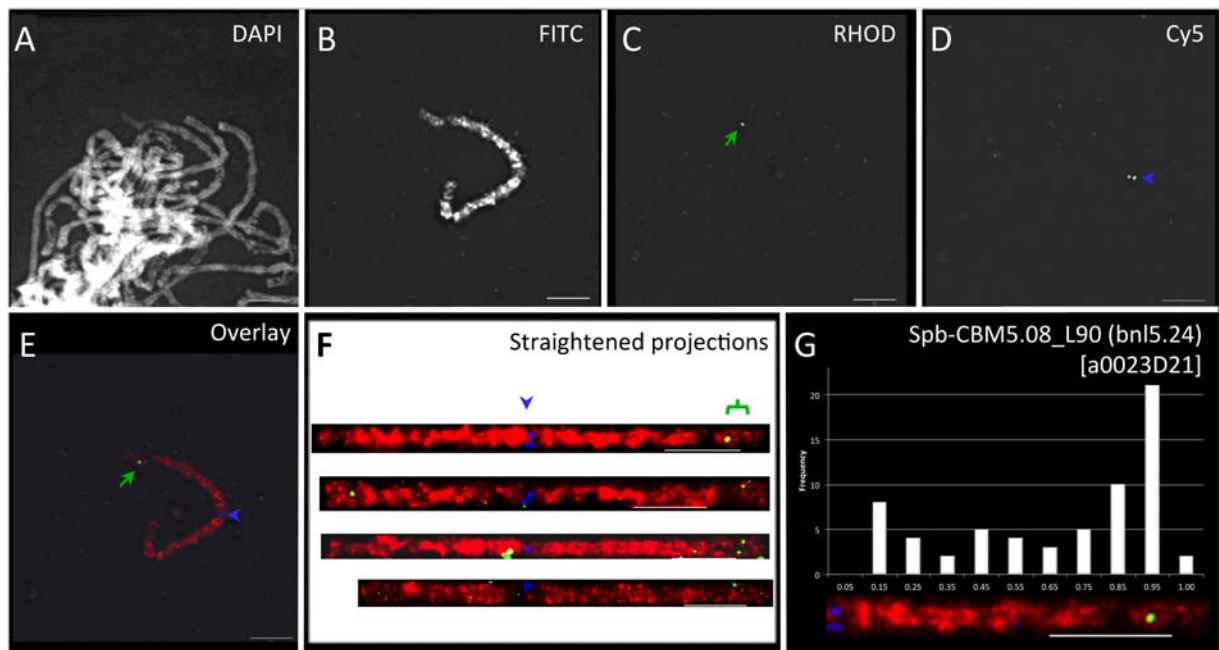 A
DAPI
B
FITC
C
RHOD
D
Cy5
E
Overlay
F
Straightened projections
G
Spb-CBM5.08_L90 (bnl5.24)
[a0023D21]
Frequency
20
15
10
5
0
0.05 0.15 0.25 0.35 0.45 0.55 0.65 0.75 0.85 0.95 1.00